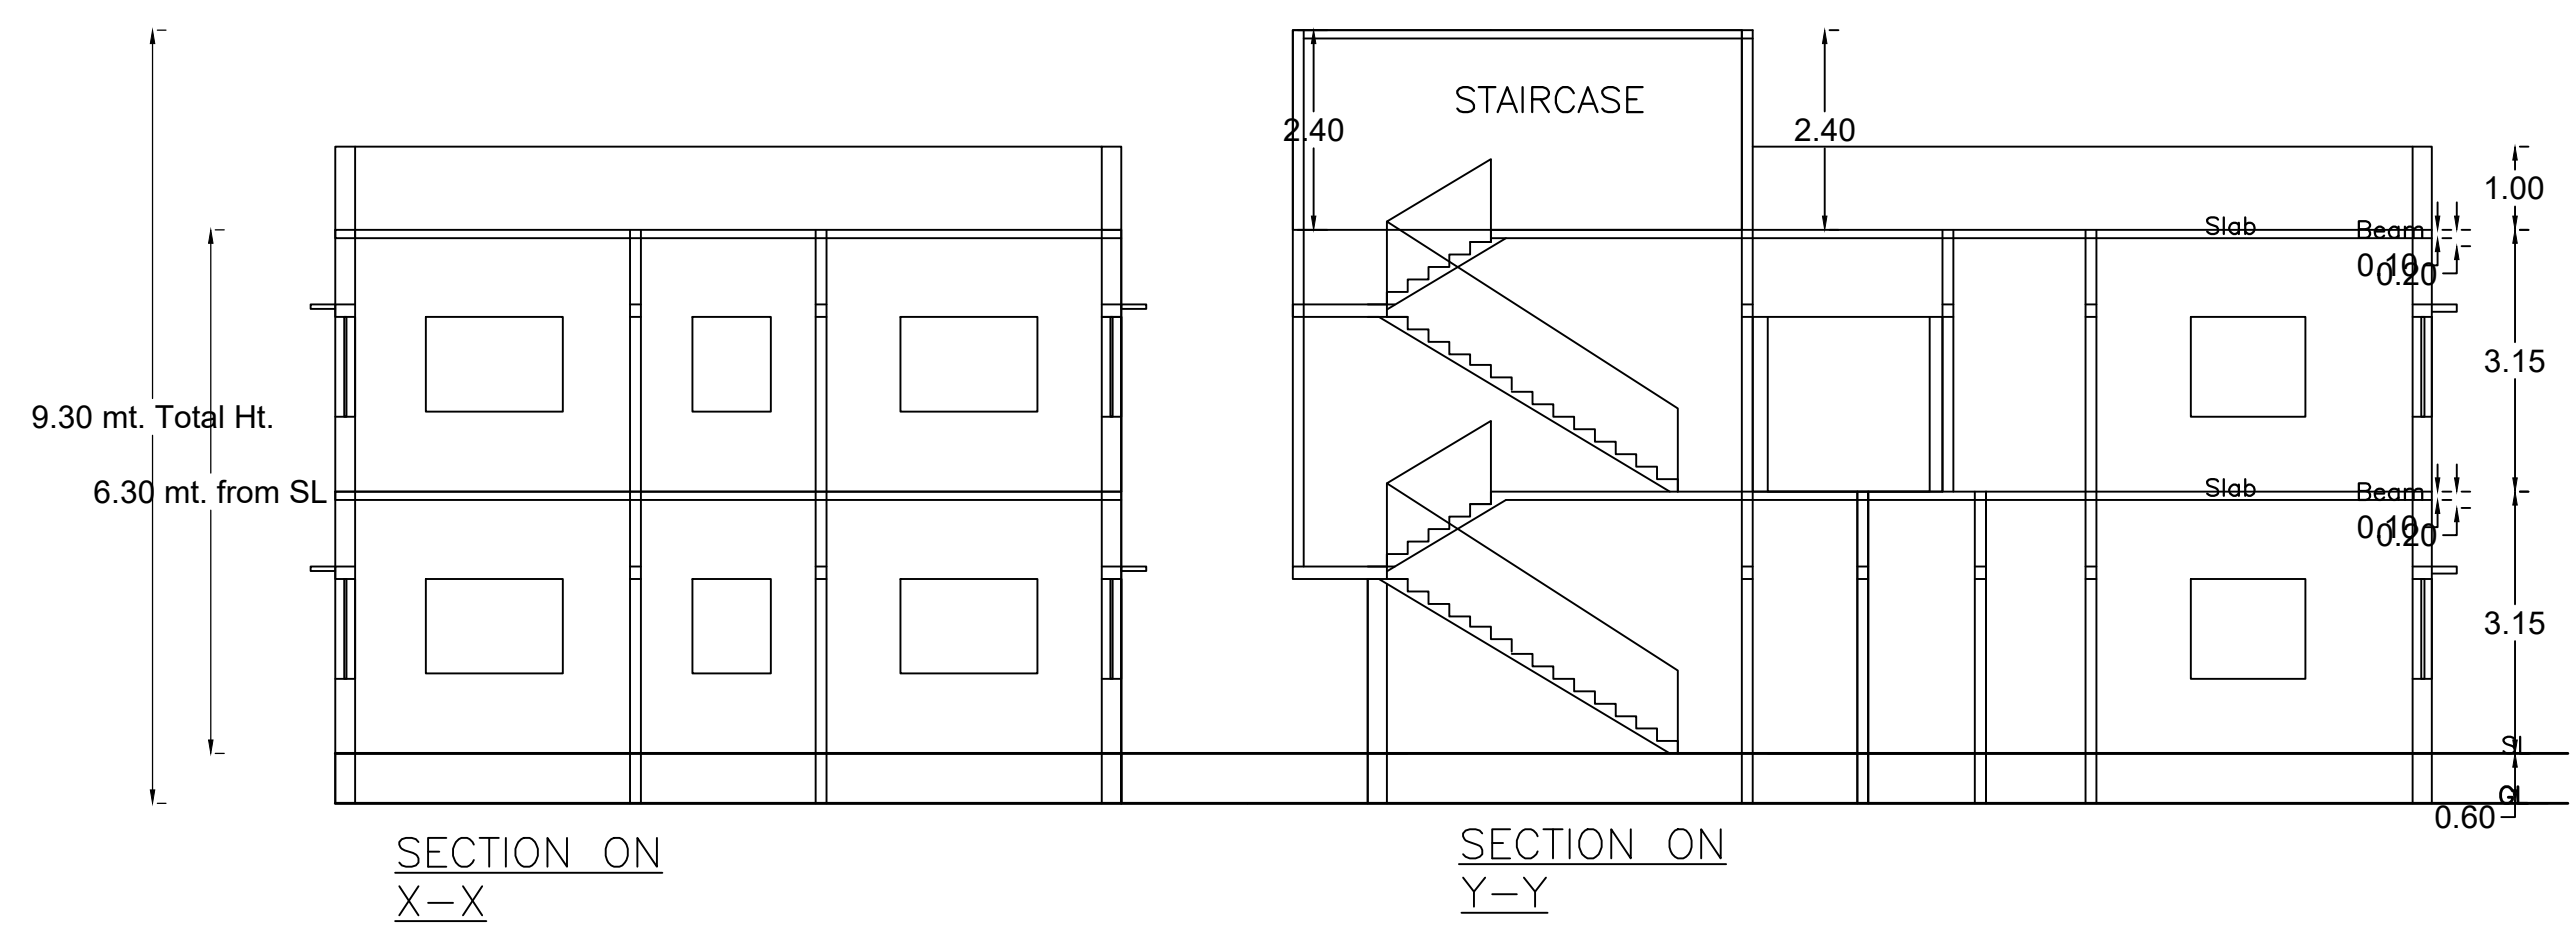 STAIRCASE
2.40
2.40
1.00
Slab
Beam
0.10
0.20
3.15
9.30 mt. Total Ht.
6.30 mt. from SL
Slab
Beam
0.10
0.20
3.15
SL
GL
0.60
SECTION ON
X-X
SECTION ON
Y-Y